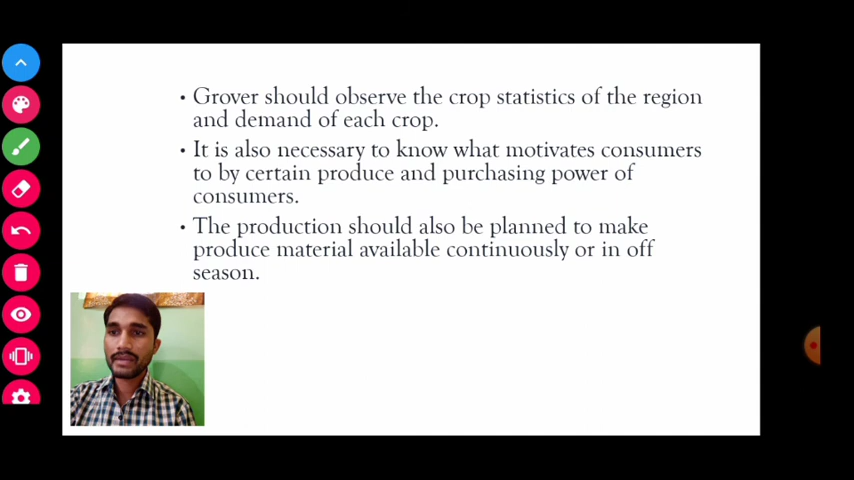 • Grover should observe the crop statistics of the region
and demand of each crop.
• It is also necessary to know what motivates consumers
to by certain produce and purchasing power of
consumers.
• The production should also be planned to make
produce material available continuously or in off
season.